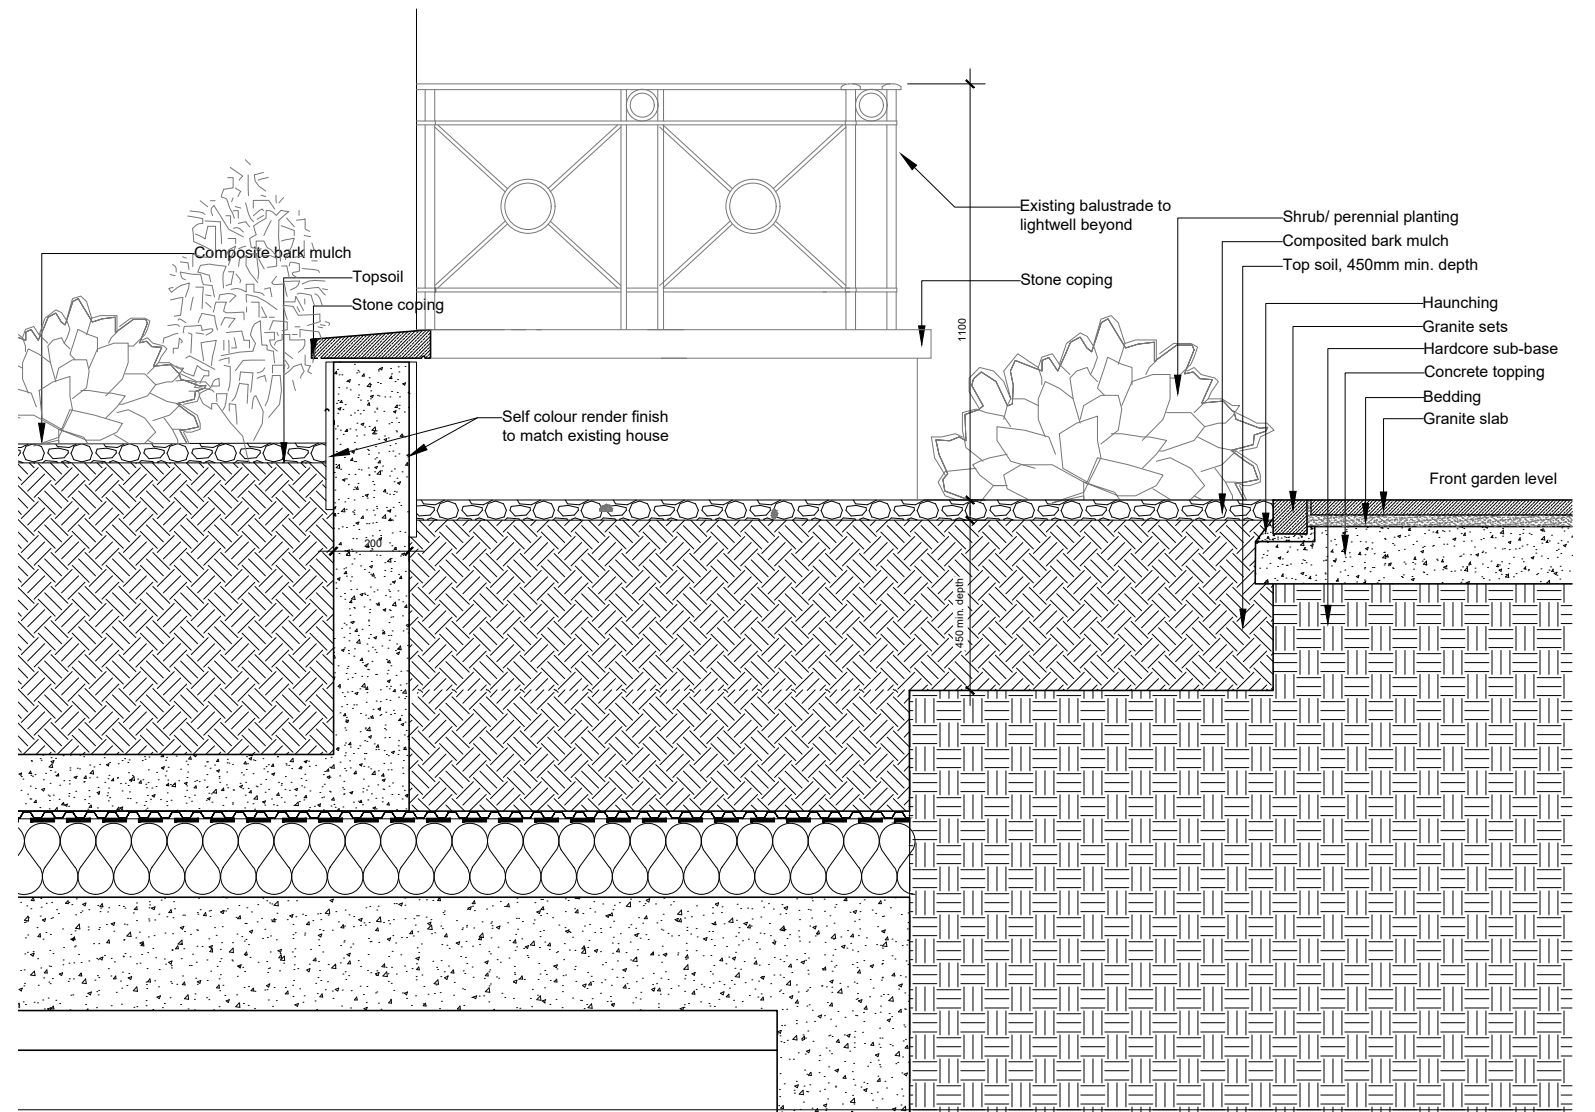 Composite bark mulch
Topsoil
Stone coping
Existing balustrade to
lightwell beyond
Stone coping
1100
Shrub/ perennial planting
Composited bark mulch
Top soil, 450mm min. depth
Haunching
Granite sets
Hardcore sub-base
Concrete topping
Bedding
Granite slab
Self colour render finish
to match existing house
Front garden level
200
450 min. depth